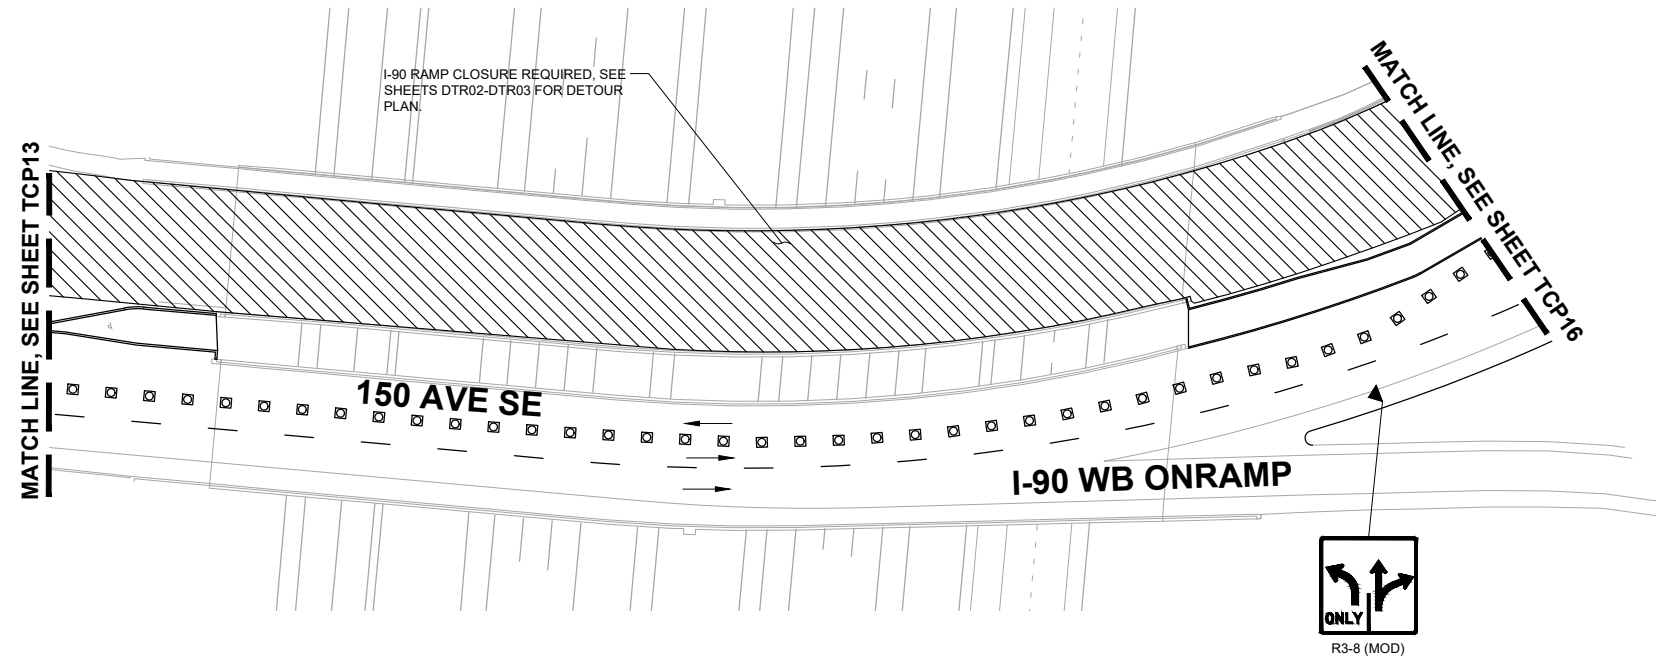 I-90 RAMP CLOSURE REQUIRED, SEE
SHEETS DTR02-DTR03 FOR DETOUR
PLAN.
MATCH LINE, SEE SHEET TCP13
MATCH LINE, SEE SHEET TCP16
150 AVE SE
I-90 WB ONRAMP
ONLY
R3-8 (MOD)